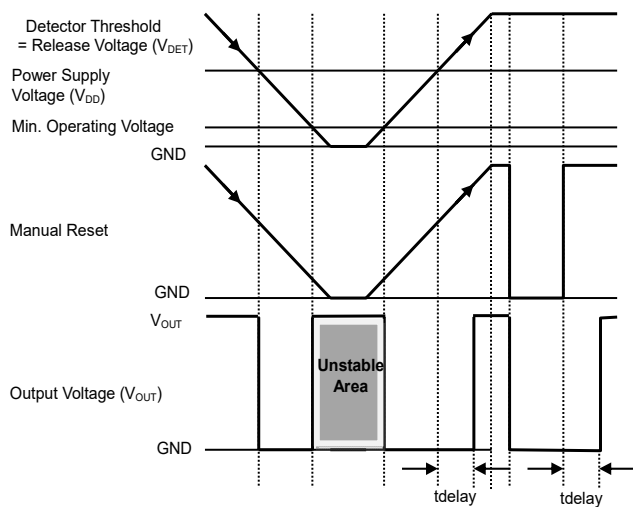 Detector Threshold
= Release Voltage (VDET)
Power Supply
Voltage (VDD)
Min. Operating Voltage
GND
Manual Reset
GND
VOUT
Unstable
Area
Output Voltage (VOUT)
GND
tdelay
tdelay